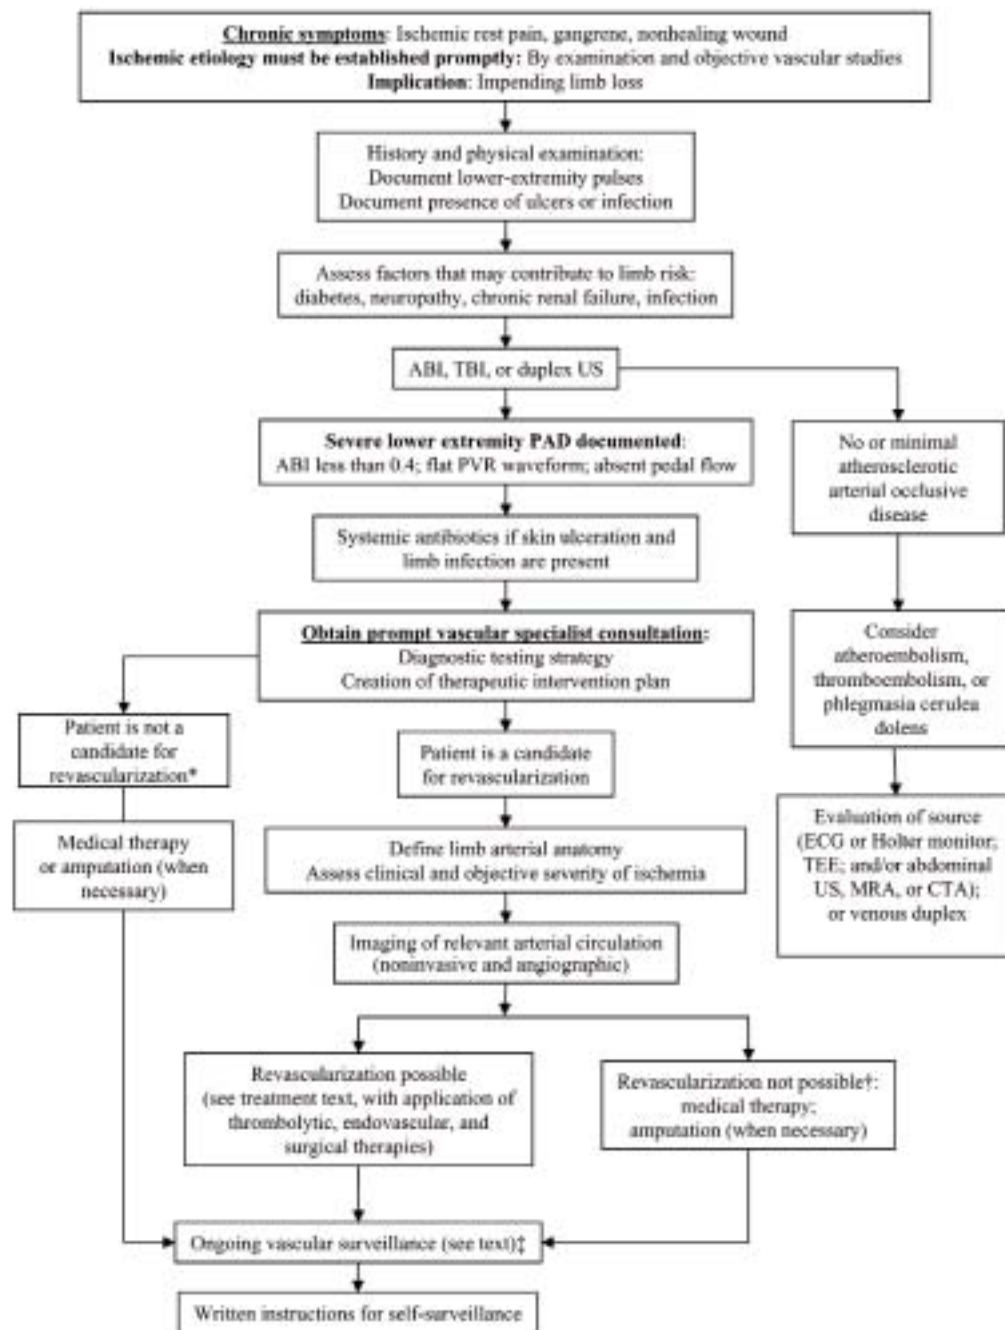 Chronic symptoms: Ischemic rest pain, gangrene, nonhealing wound
Ischemic etiology must be established promptly: By examination and objective vascular studies
Implication: Impending limb loss
History and physical examination:
Document lower-extremity pulses
Document presence of ulcers or infection
Assess factors that may contribute to limb risk:
diabetes, neuropathy, chronic renal failure, infection
ABI, TBI, or duplex US
Severe lower extremity PAD documented:
ABI less than 0.4; flat PVR waveform; absent pedal flow
No or minimal
atherosclerotic
arterial occlusive
disease
Systemic antibiotics if skin ulceration and
limb infection are present
Obtain prompt vascular specialist consultation:
Diagnostic testing strategy
Creation of therapeutic intervention plan
Consider
atheroembolism,
thromboembolism, or
phlegmasia cerulea
dolens
Patient is not a
candidate for
revascularization*
Patient is a candidate
for revascularization
Evaluation of source
(ECG or Holter monitor;
TEE; and/or abdominal
US, MRA, or CTA);
or venous duplex
Medical therapy
or amputation (when
necessary)
Define limb arterial anatomy
Assess clinical and objective severity of ischemia
Imaging of relevant arterial circulation
(noninvasive and angiographic)
Revascularization possible
(see treatment text, with application of
thrombolytic, endovascular, and
surgical therapies)
Revascularization not possible†:
medical therapy;
amputation (when necessary)
Ongoing vascular surveillance (see text)‡
Written instructions for self-surveillance